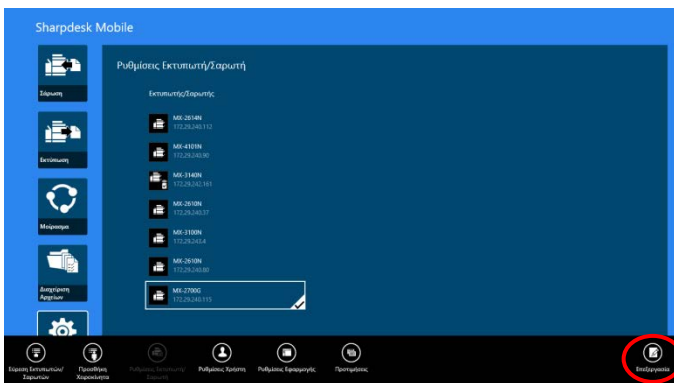 Sharpdesk Mobile
Ρυθμίσεις Εκτυπωτή/Σαρωτή
Σάρωση
Εκτυπωτής/Σαρωτής
MX-2614N
172.29.240.112
MX-4101N
172.29.240.90
Εκτύπωση
MX-3140N
172.29.242.161
MX-2610N
172.29.240.37
Μοίρασμα
MX-3100N
172.29.243.4
MX-2610N
172.29.240.80
Διαχείριση
Αρχείων
MX-2700G
172.29.240.115
Εύρεση Εκτυπωτών/
Σαρωτών
Προσθήκη
Χειροκίνητα
Ρυθμίσεις Εκτυπωτή/
Σαρωτή
Ρυθμίσεις Χρήστη
Ρυθμίσεις Εφαρμογής
Προτιμήσεις
Επεξεργασία